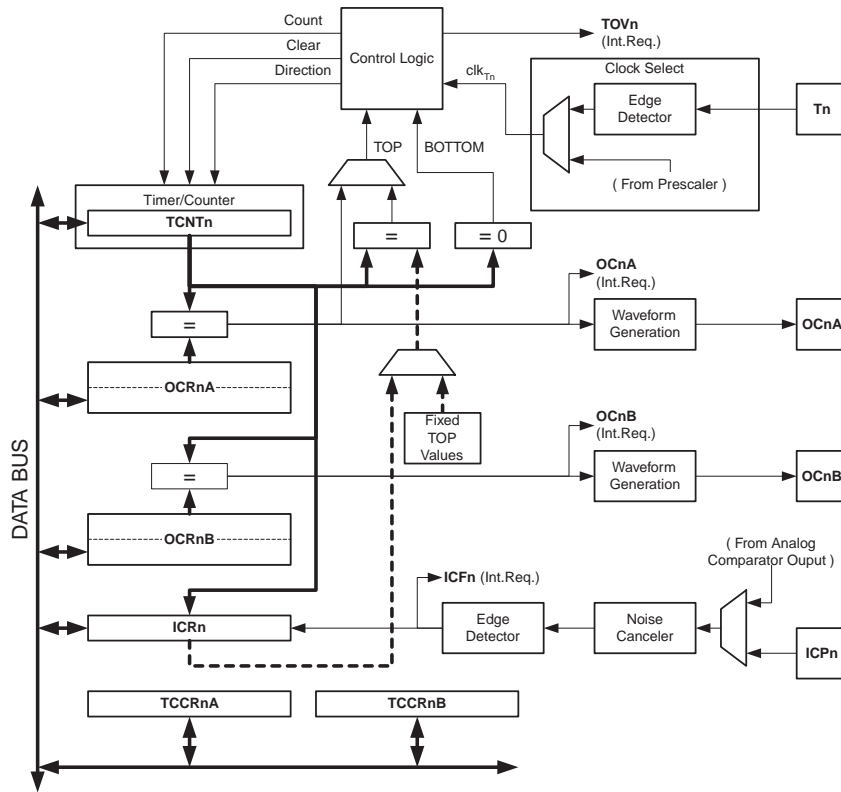 Count
Clear
Direction
Control Logic
TOVn
(Int.Req.)
clkTn
Clock Select
Edge
Detector
Tn
( From Prescaler )
TOP
BOTTOM
Timer/Counter
TCNTn
=
= 0
=
OCRnA
OCnA
(Int.Req.)
Waveform
Generation
OCnA
Fixed
TOP
Values
DATA BUS
=
OCRnB
OCnB
(Int.Req.)
Waveform
Generation
OCnB
( From Analog
Comparator Ouput )
ICFn (Int.Req.)
ICRn
Edge
Detector
Noise
Canceler
ICPn
TCCRnA
TCCRnB